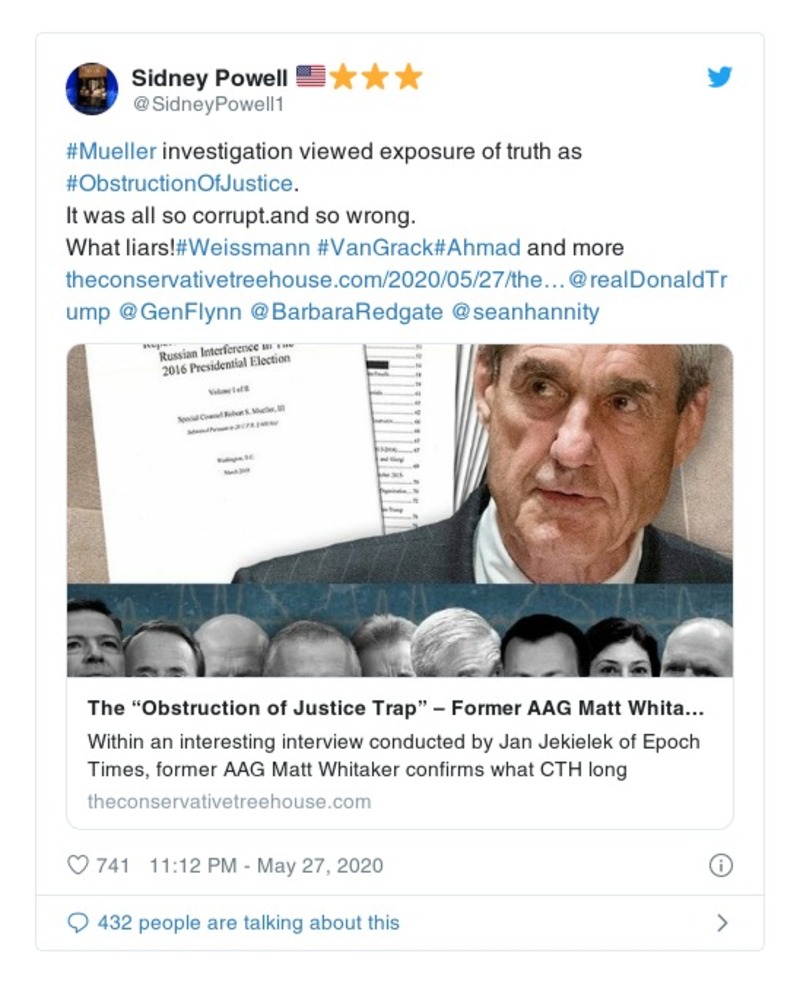 Sidney Powell
@SidneyPowell1
#Mueller investigation viewed exposure of truth as
#ObstructionOfJustice.
It was all so corrupt.and so wrong.
What liars!#Weissmann #VanGrack#Ahmad and more
theconservativetreehouse.com/2020/05/27/the… @realDonaldTr
ump @GenFlynn @BarbaraRedgate @seanhannity
Russian Interference In The
2016 Presidential Election
Volume I of II
Special Counsel Robert S. Mueller, III
Washington, D.C.
March 2019
The “Obstruction of Justice Trap” – Former AAG Matt Whita...
Within an interesting interview conducted by Jan Jekielek of Epoch
Times, former AAG Matt Whitaker confirms what CTH long
theconservativetreehouse.com
741 11:12 PM - May 27, 2020
432 people are talking about this